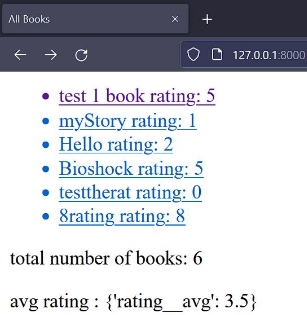 All Books
127.0.0.1:8000
test 1 book rating: 5
myStory rating: 1
Hello rating: 2
Bioshock rating: 5
testtherat rating: 0
8rating rating: 8
total number of books: 6
avg rating : {'rating__avg': 3.5}